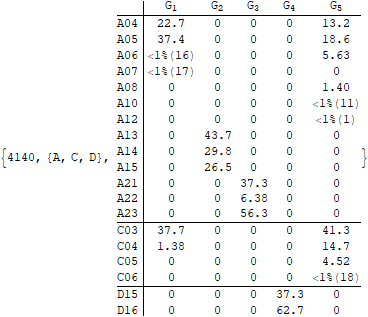 G1 G2 G3 G4 G5
A04 22.7 0 0 0 13.2
A05 37.4 0 0 0 18.6
A06 <1%(16) 0 0 0 5.63
A07 <1%(17) 0 0 0 0
A08 0 0 0 0 1.40
A10 0 0 0 0 <1%(11)
A12 0 0 0 0 <1%(1)
A13 0 43.7 0 0 0
{4140, {A, C, D}, A14 0 29.8 0 0 0 }
A15 0 26.5 0 0 0
A21 0 0 37.3 0 0
A22 0 0 6.38 0 0
A23 0 0 56.3 0 0
C03 37.7 0 0 0 41.3
C04 1.38 0 0 0 14.7
C05 0 0 0 0 4.52
C06 0 0 0 0 <1%(18)
D15 0 0 0 37.3 0
D16 0 0 0 62.7 0